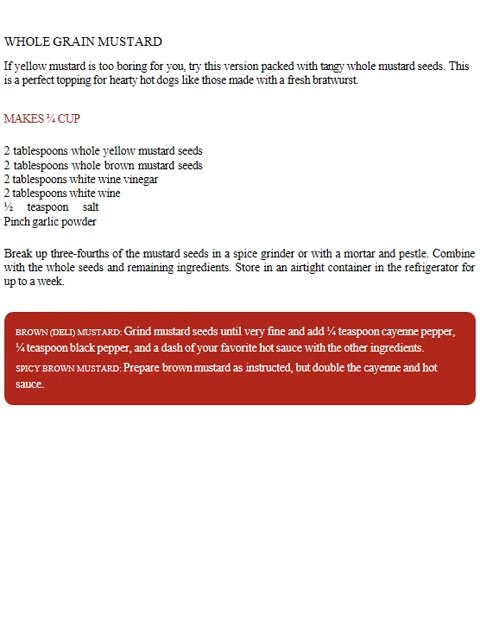 WHOLE GRAIN MUSTARD
If yellow mustard is too boring for you, try this version packed with tangy whole mustard seeds. This
is a perfect topping for hearty hot dogs like those made with a fresh bratwurst.
MAKES ¾ CUP
2 tablespoons whole yellow mustard seeds
2 tablespoons whole brown mustard seeds
2 tablespoons white wine vinegar
2 tablespoons white wine
½ teaspoon salt
Pinch garlic powder
Break up three-fourths of the mustard seeds in a spice grinder or with a mortar and pestle. Combine
with the whole seeds and remaining ingredients. Store in an airtight container in the refrigerator for
up to a week.
BROWN (DELI) MUSTARD: Grind mustard seeds until very fine and add ¼ teaspoon cayenne pepper,
¼ teaspoon black pepper, and a dash of your favorite hot sauce with the other ingredients.
SPICY BROWN MUSTARD: Prepare brown mustard as instructed, but double the cayenne and hot
sauce.